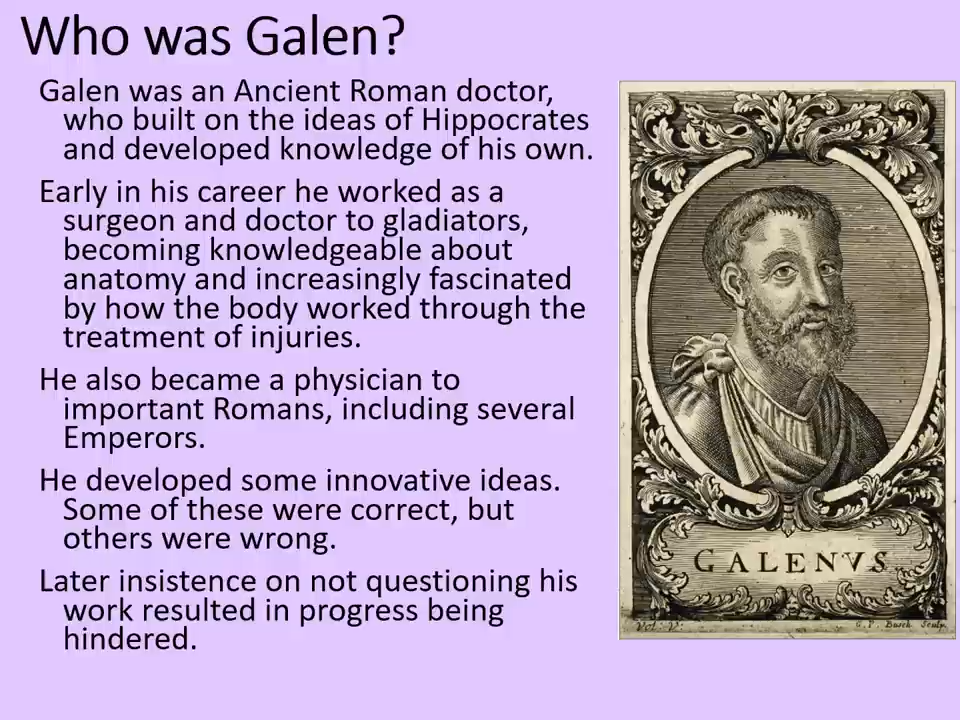 Who was Galen?
Galen was an Ancient Roman doctor,
who built on the ideas of Hippocrates
and developed knowledge of his own.
Early in his career he worked as a
surgeon and doctor to gladiators,
becoming knowledgeable about
anatomy and increasingly fascinated
by how the body worked through the
treatment of injuries.
He also became a physician to
important Romans, including several
Emperors.
He developed some innovative ideas.
Some of these were correct, but
others were wrong.
Later insistence on not questioning his
work resulted in progress being
hindered.
GALENVS
Vol: V: G. P. Busch Sculp.